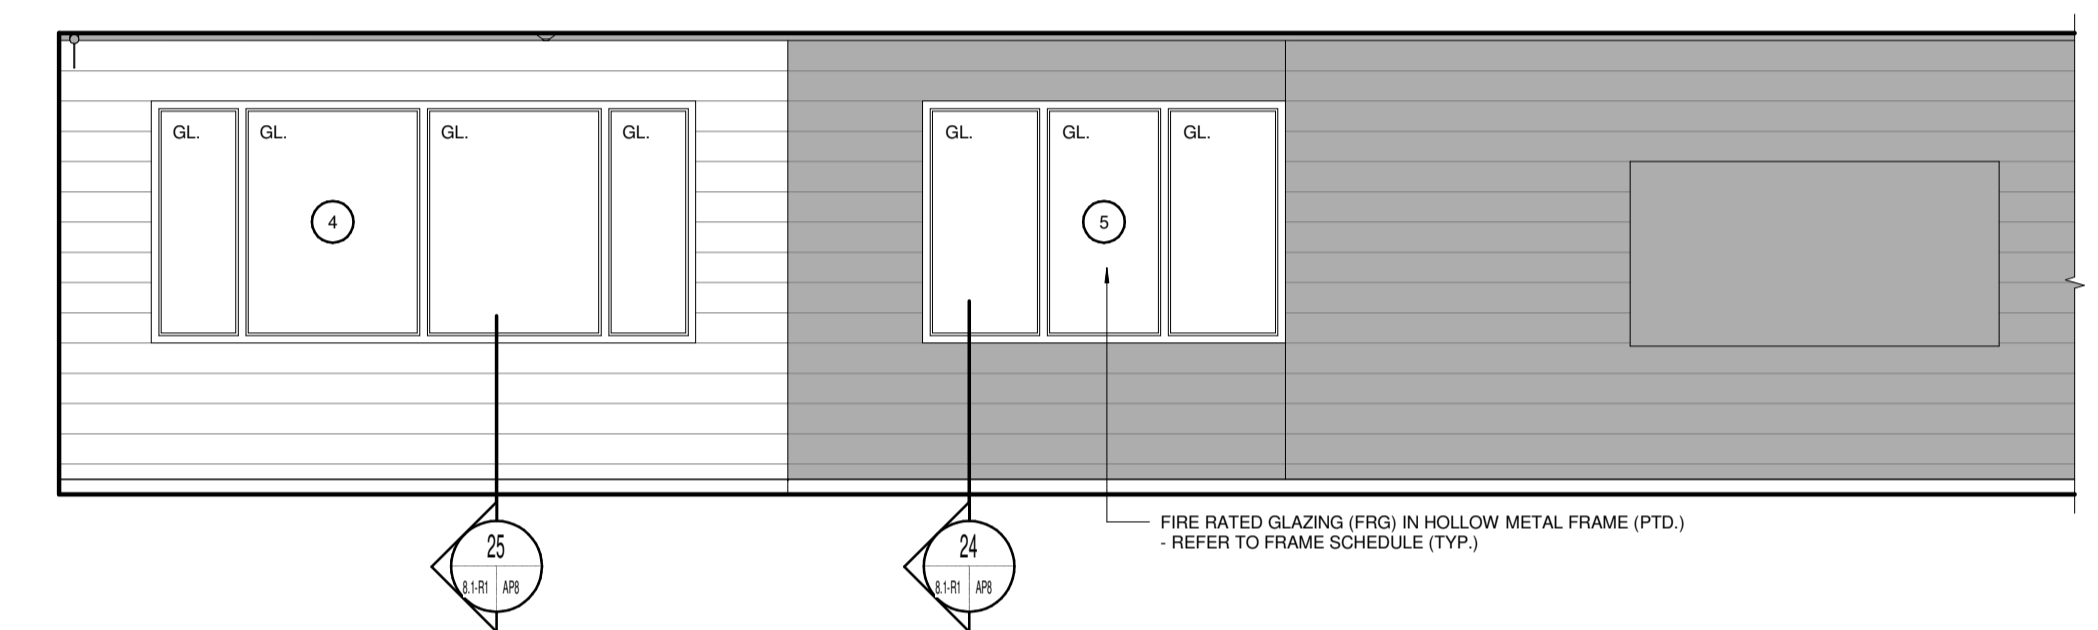 GL. GL. GL. GL. GL. GL. GL.
4 5
FIRE RATED GLAZING (FRG) IN HOLLOW METAL FRAME (PTD.)
- REFER TO FRAME SCHEDULE (TYP.)
25
8.1-R1 AP8
24
8.1-R1 AP8